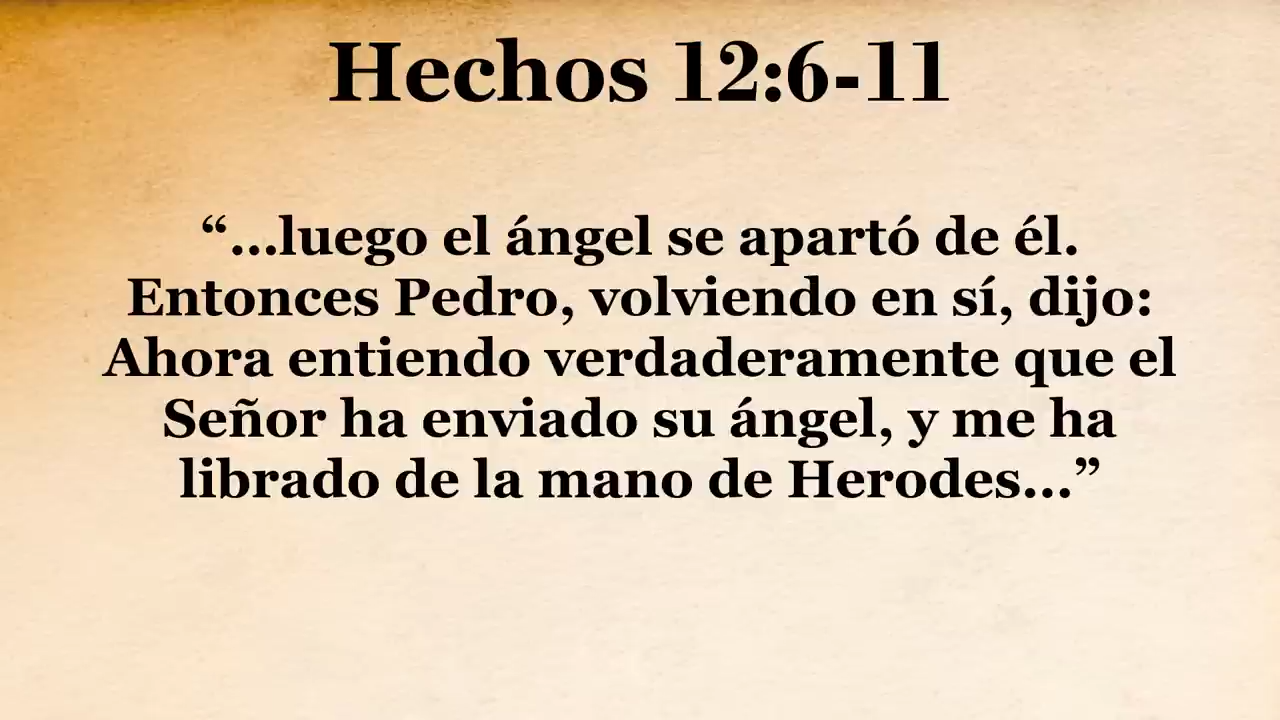 Hechos 12:6-11
“...luego el ángel se apartó de él.
Entonces Pedro, volviendo en sí, dijo:
Ahora entiendo verdaderamente que el
Señor ha enviado su ángel, y me ha
librado de la mano de Herodes...”